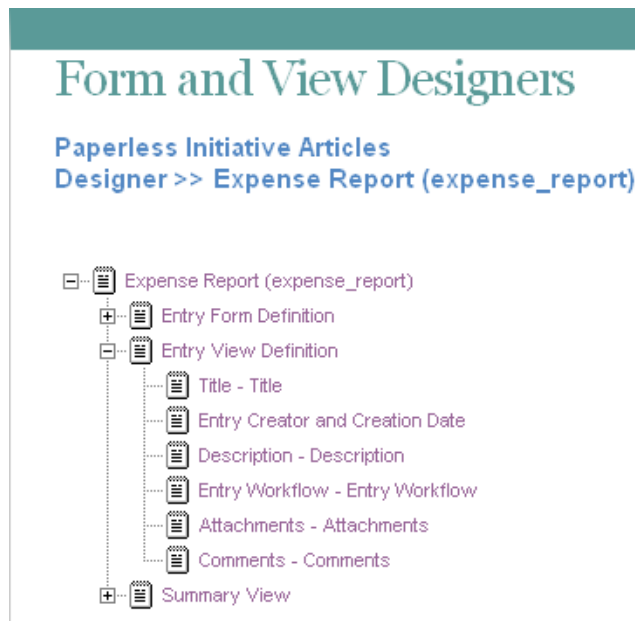 Form and View Designers
Paperless Initiative Articles
Designer >> Expense Report (expense_report)
Expense Report (expense_report)
Entry Form Definition
Entry View Definition
Title - Title
Entry Creator and Creation Date
Description - Description
Entry Workflow - Entry Workflow
Attachments - Attachments
Comments - Comments
Summary View